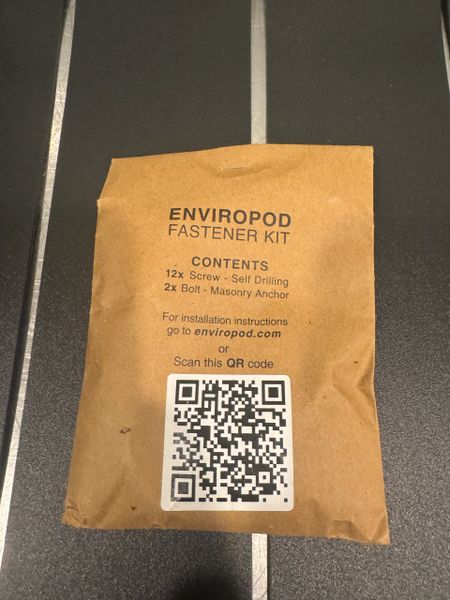 ENVIROPOD
FASTENER KIT
CONTENTS
12x Screw - Self Drilling
2x Bolt - Masonry Anchor
For installation instructions
go to enviropod.com
or
Scan this QR code